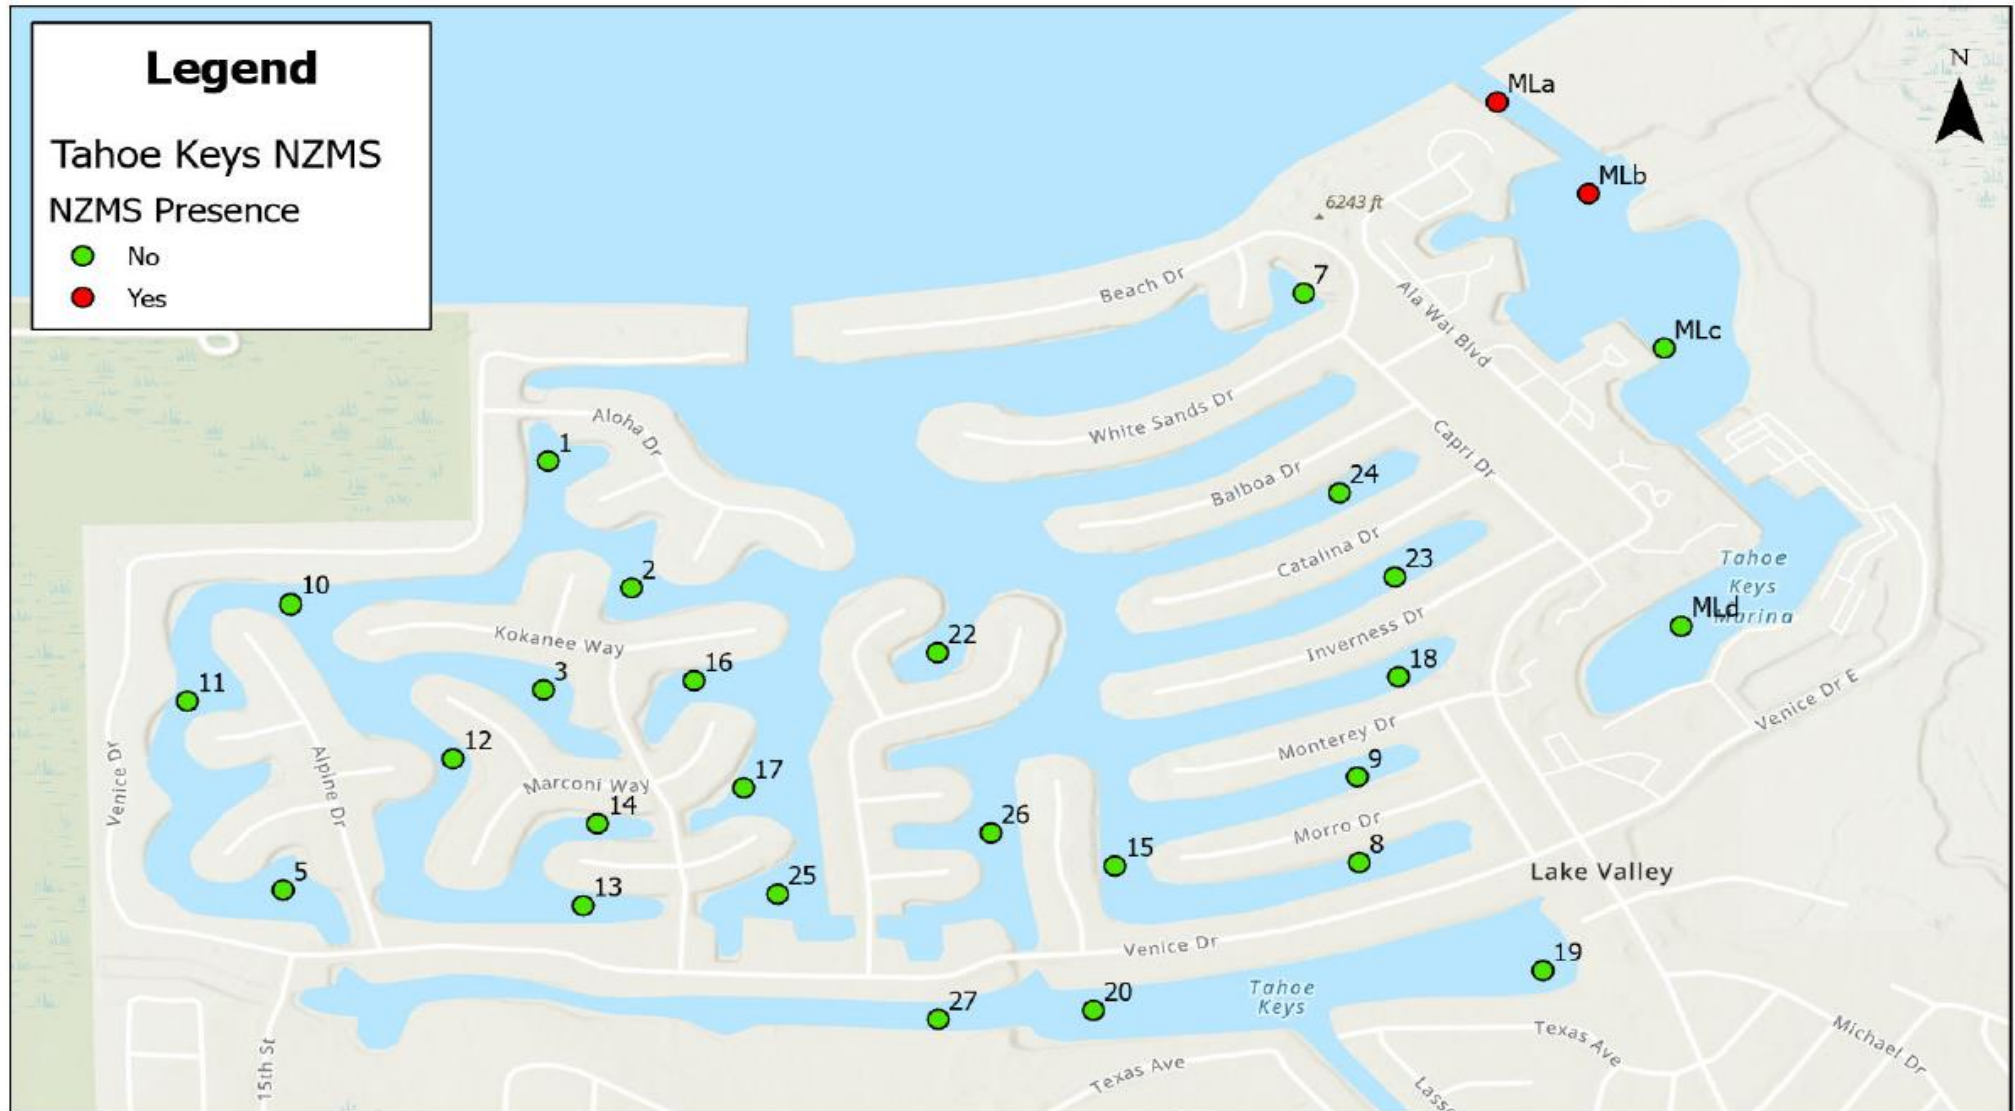 Legend
Tahoe Keys NZMS
NZMS Presence
No
Yes
N
MLa
MLb
6243 ft
7
Beach Dr
Ala Wai Blvd
MLc
White Sands Dr
Aloha Dr
1
Capri Dr
24
Balboa Dr
Catalina Dr
23
2
10
Tahoe
Keys
Marina
MLd
Kokanee Way
22
Inverness Dr
16
3
18
11
Venice Dr E
12
Monterey Dr
Venice Dr
Alpine Dr
Marconi Way
17
9
14
26
Morro Dr
15
8
Lake Valley
5
25
13
Venice Dr
19
20
27
Tahoe
Keys
Texas Ave
Michael Dr
15th St
Texas Ave
Lasse